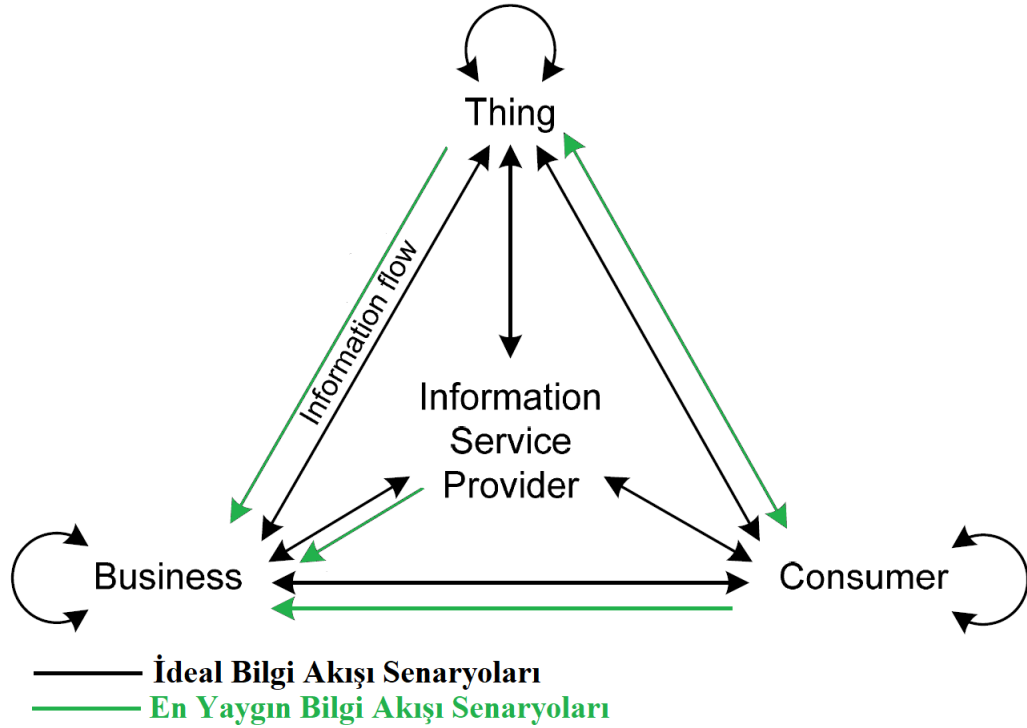 Thing
Information flow
Information
Service
Provider
Business
Consumer
İdeal Bilgi Akışı Senaryoları
En Yaygın Bilgi Akışı Senaryoları